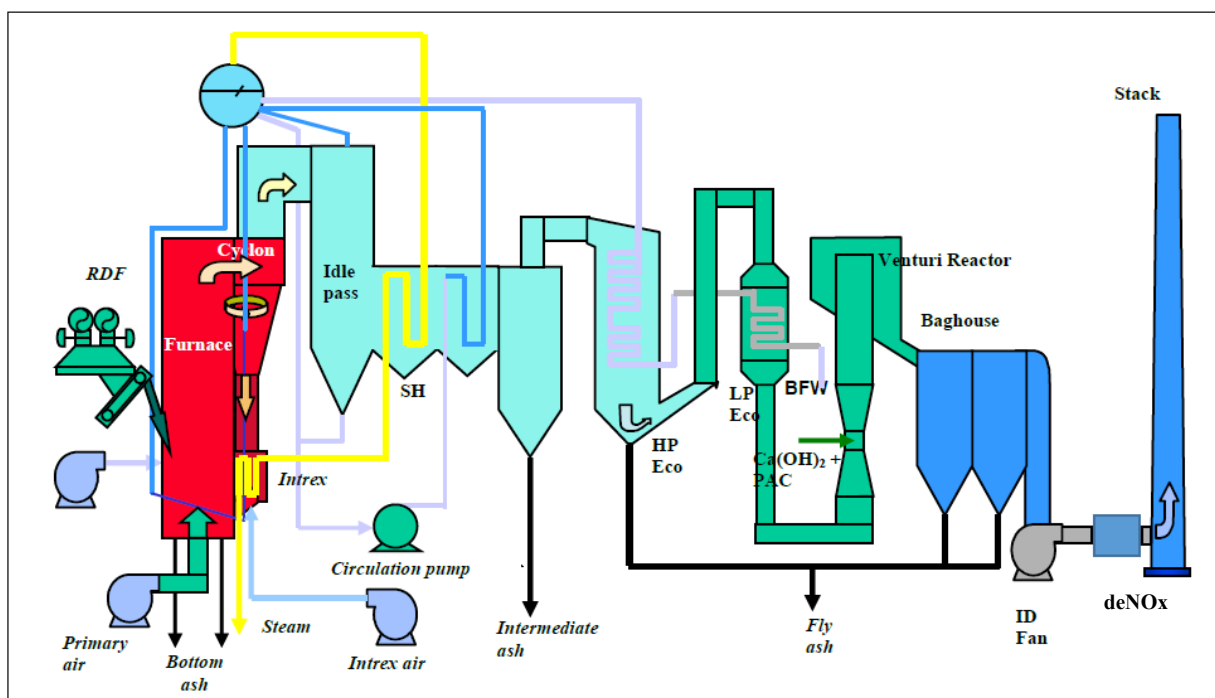 Stack
Cyclon
RDF
Idle
pass
Venturi Reactor
Furnace
Baghouse
SH
LP
Eco
BFW
HP
Eco
Ca(OH)₂ +
PAC
Intrex
Circulation pump
deNOx
Primary
air
Bottom
ash
Steam
Intrex air
Intermediate
ash
Fly
ash
ID
Fan